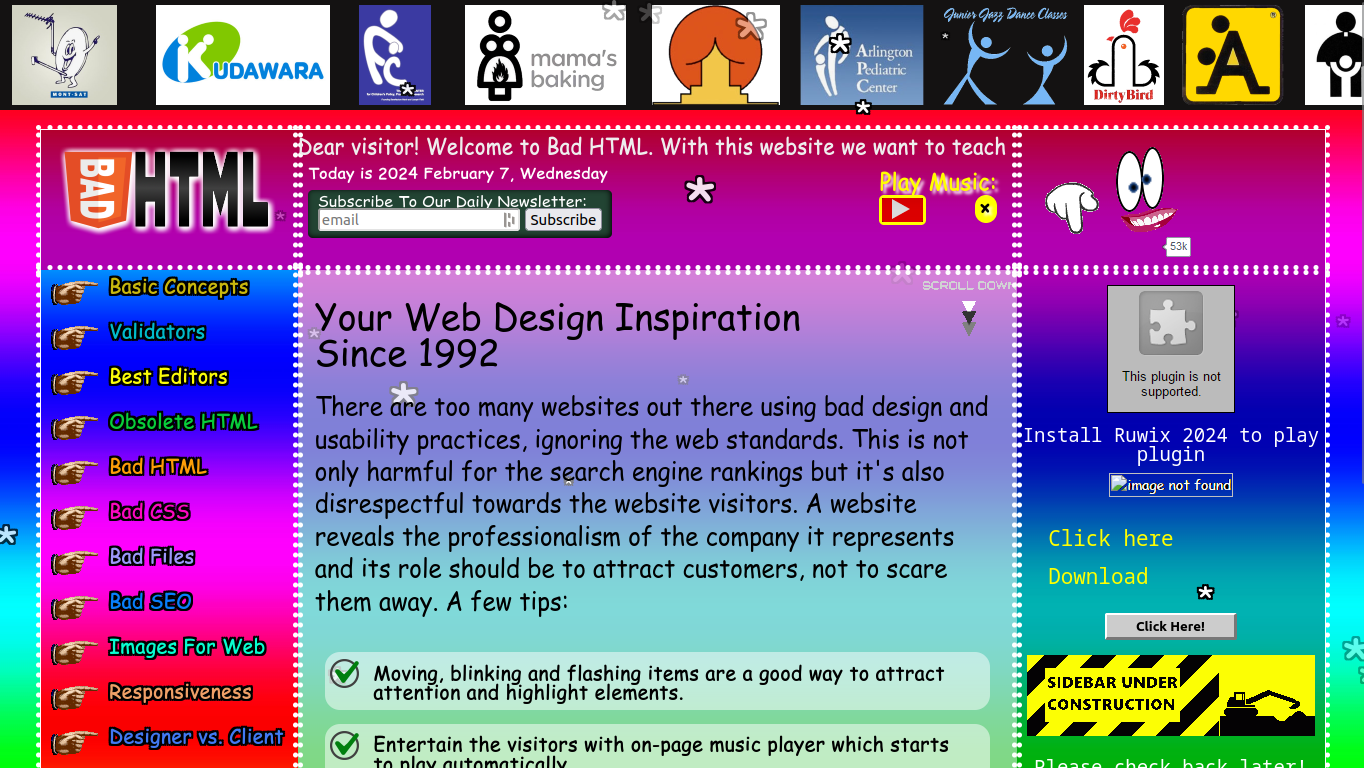 MONT-SAT
KUDAWARA
mama's
baking
Arlington
Pediatric
Center
Junior Jazz Dance Classes
DirtyBird
A
®
BAD
HTML
Dear visitor! Welcome to Bad HTML. With this website we want to teach
Today is 2024 February 7, Wednesday
Subscribe To Our Daily Newsletter:
email
Subscribe
Play Music:
x
53k
Basic Concepts
Validators
Best Editors
Obsolete HTML
Bad HTML
Bad CSS
Bad Files
Bad SEO
Images For Web
Responsiveness
Designer vs. Client
SCROLL DOWN
Your Web Design Inspiration
Since 1992
There are too many websites out there using bad design and
usability practices, ignoring the web standards. This is not
only harmful for the search engine rankings but it's also
disrespectful towards the website visitors. A website
reveals the professionalism of the company it represents
and its role should be to attract customers, not to scare
them away. A few tips:
Moving, blinking and flashing items are a good way to attract
attention and highlight elements.
Entertain the visitors with on-page music player which starts
to play automatically.
This plugin is not
supported.
Install Ruwix 2024 to play
plugin
image not found
Click here
Download
Click Here!
SIDEBAR UNDER
CONSTRUCTION
Please check back later!